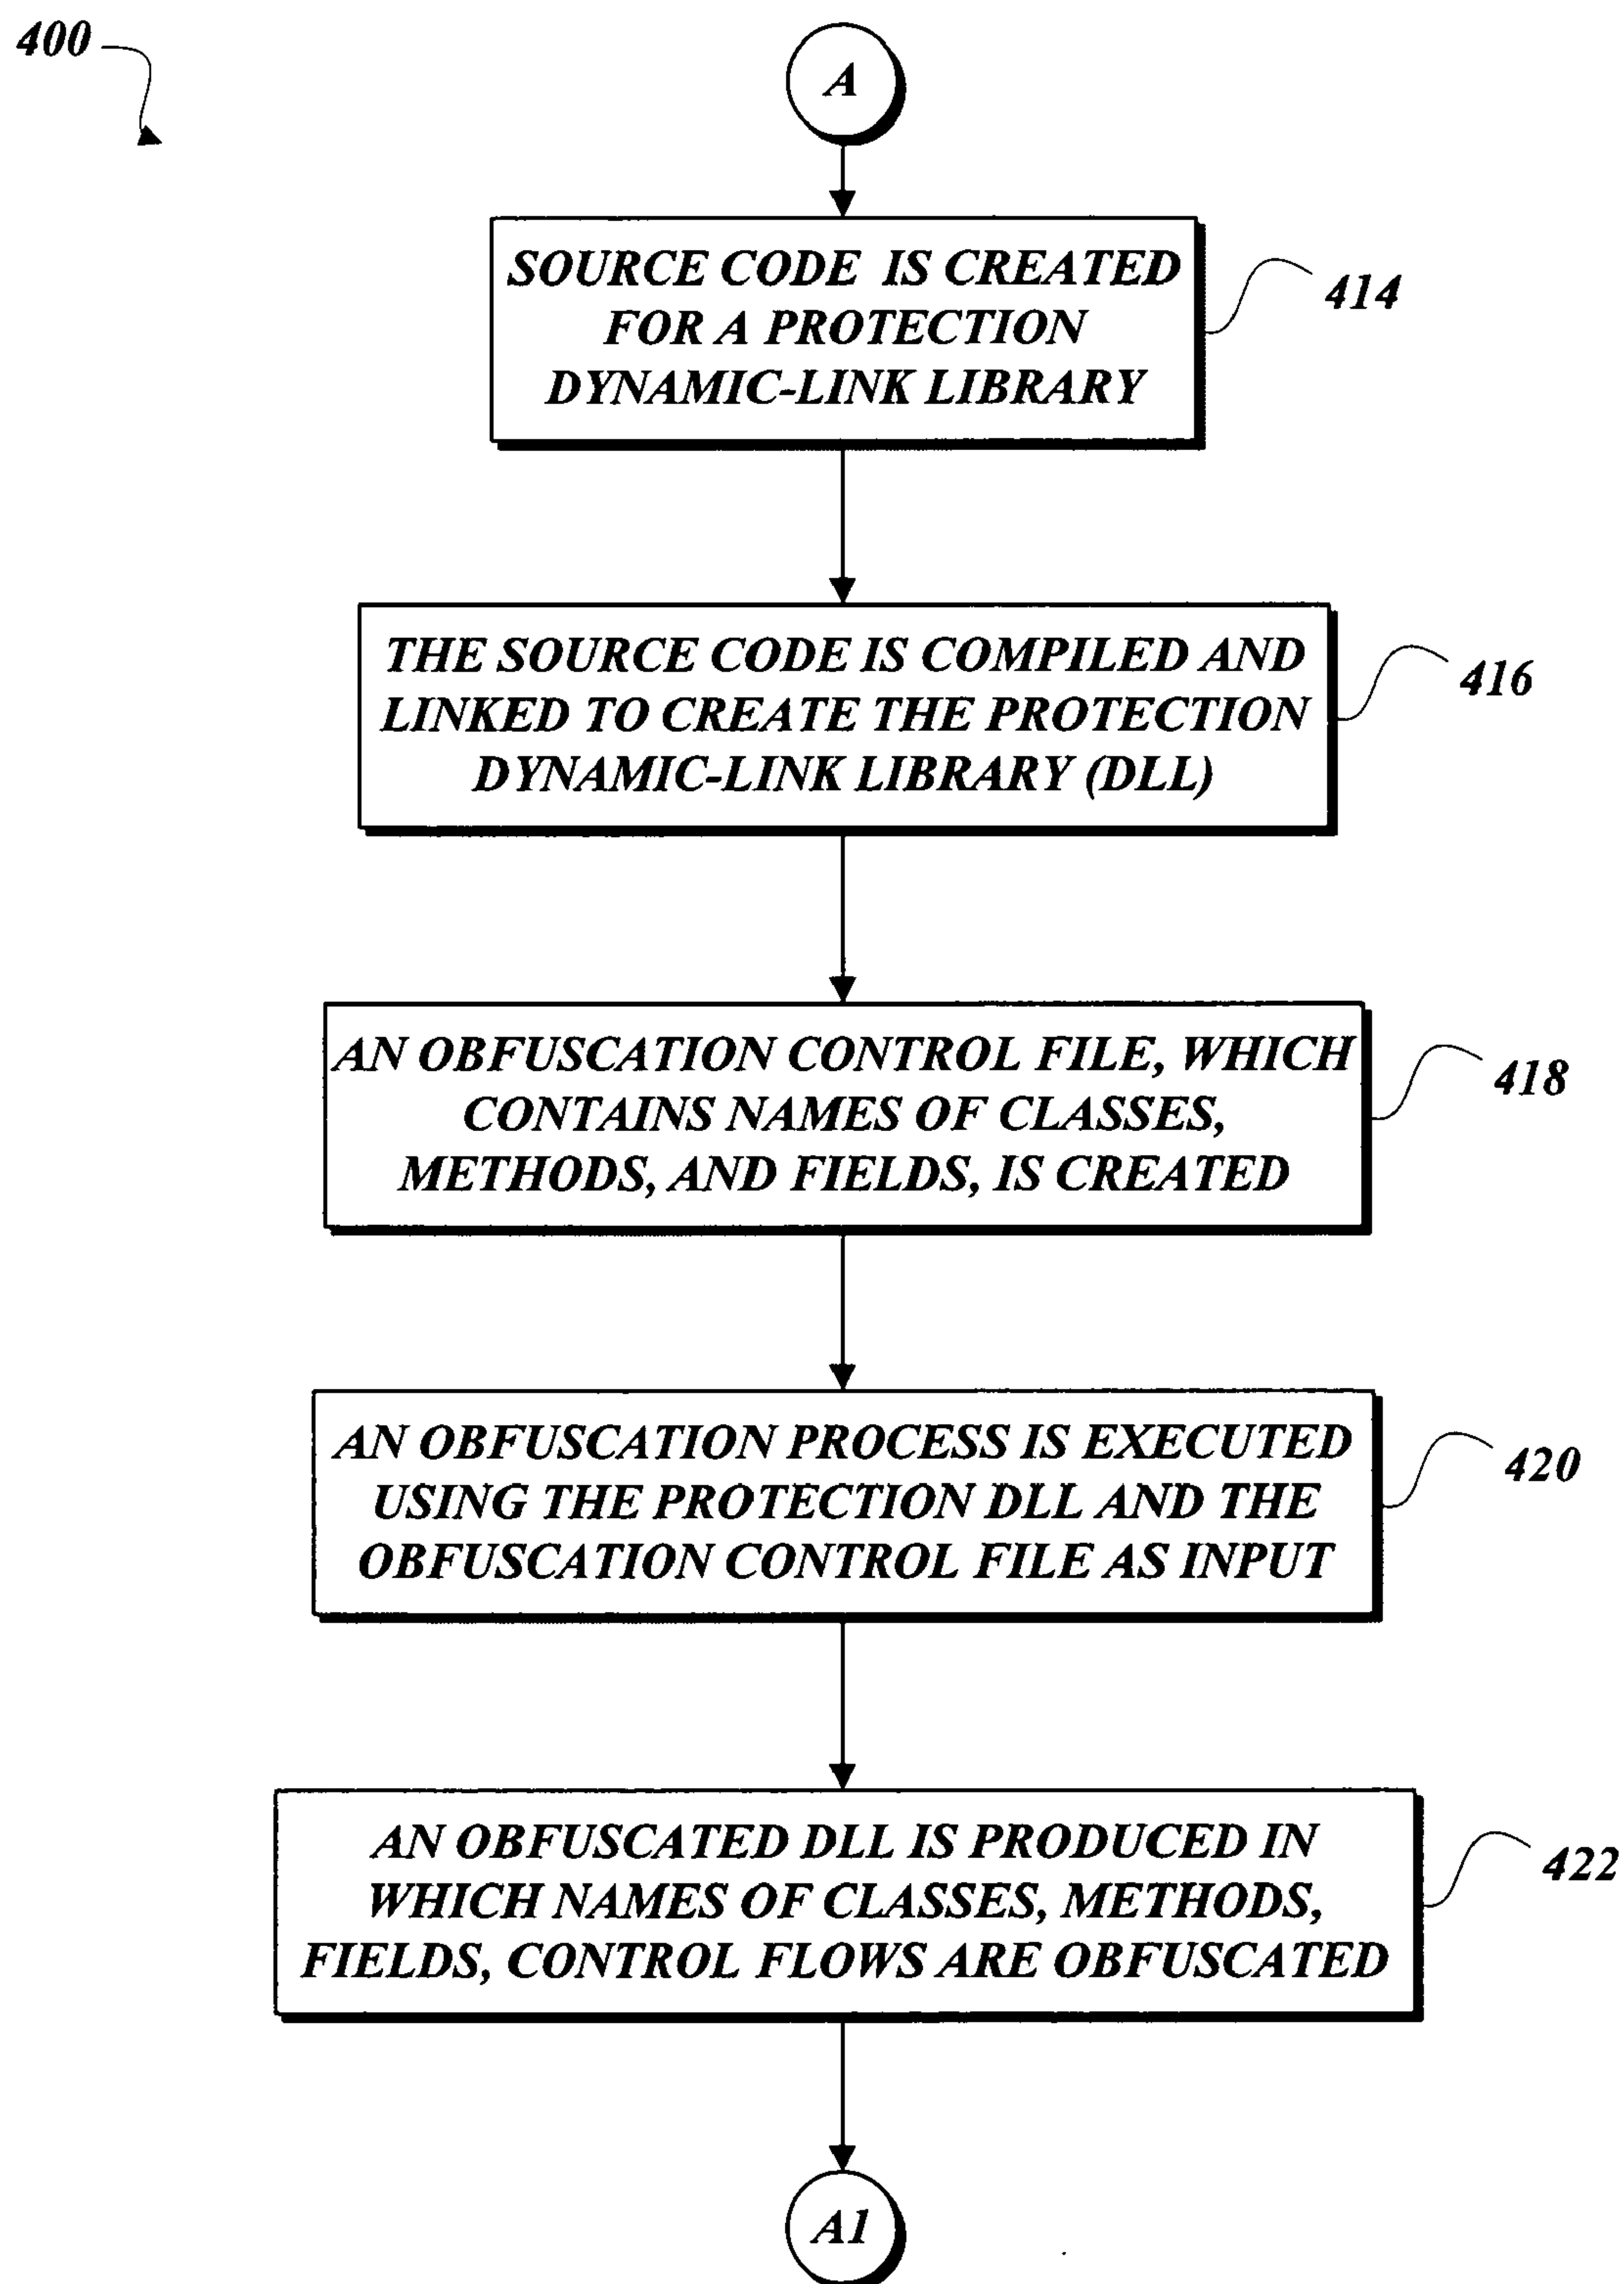 400
A
SOURCE CODE IS CREATED
FOR A PROTECTION
DYNAMIC-LINK LIBRARY
414
THE SOURCE CODE IS COMPILED AND
LINKED TO CREATE THE PROTECTION
DYNAMIC-LINK LIBRARY (DLL)
416
AN OBFUSCATION CONTROL FILE, WHICH
CONTAINS NAMES OF CLASSES,
METHODS, AND FIELDS, IS CREATED
418
AN OBFUSCATION PROCESS IS EXECUTED
USING THE PROTECTION DLL AND THE
OBFUSCATION CONTROL FILE AS INPUT
420
AN OBFUSCATED DLL IS PRODUCED IN
WHICH NAMES OF CLASSES, METHODS,
FIELDS, CONTROL FLOWS ARE OBFUSCATED
422
A1